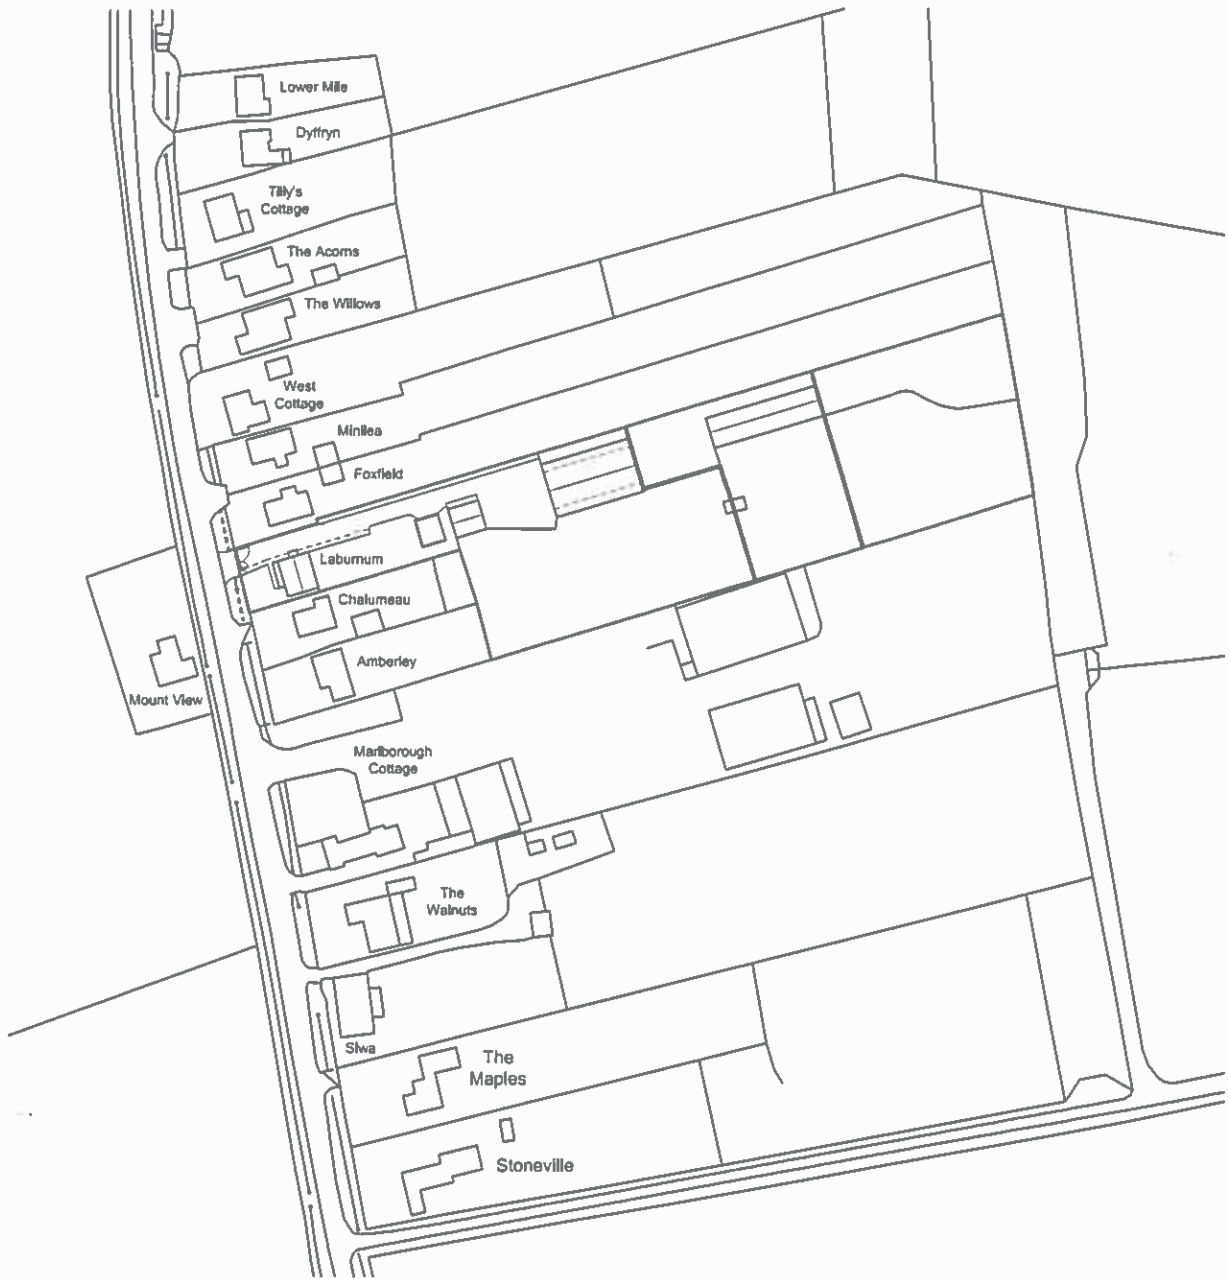 Lower Mile
Dyffryn
Tilly's
Cottage
The Acorns
The Willows
West
Cottage
Minilea
Foxfield
Laburnum
Chalumeau
Amberley
Mount View
Marlborough
Cottage
The
Walnuts
Siwa
The
Maples
Stoneville